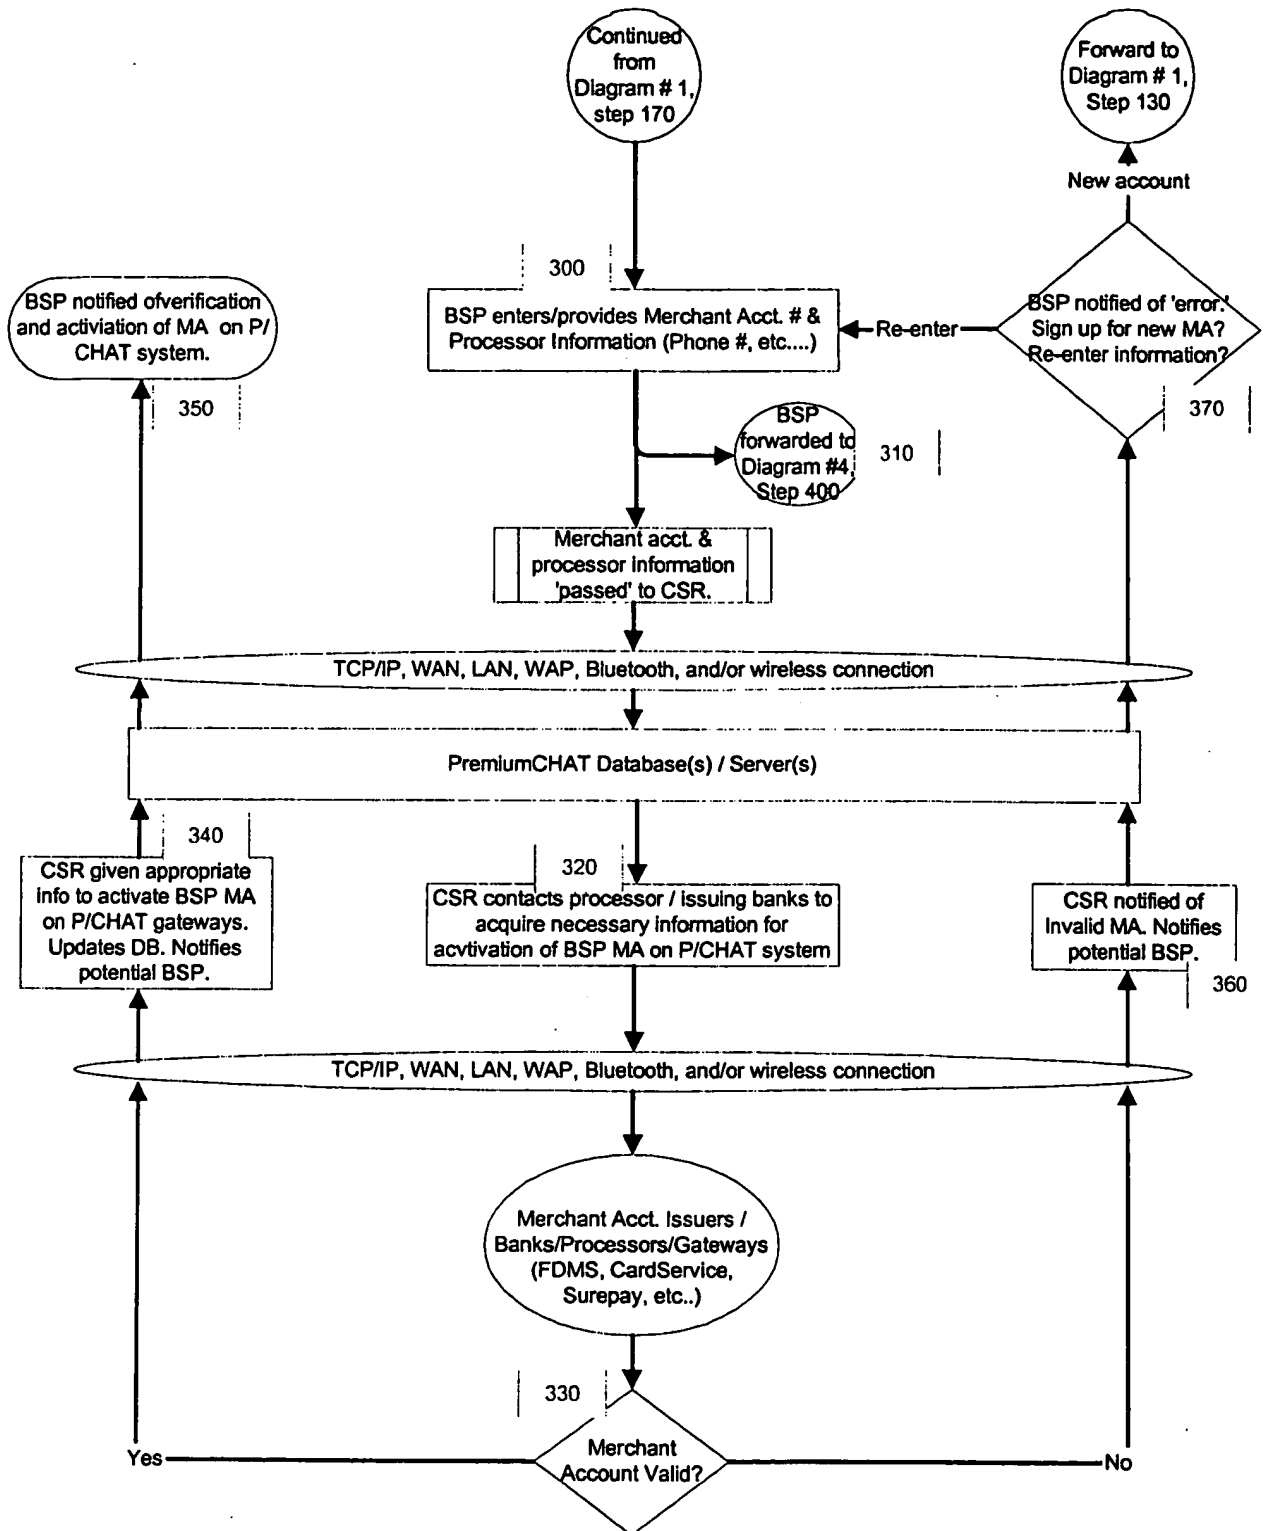 Continued
from
Diagram # 1,
step 170
Forward to
Diagram # 1,
Step 130
New account
300
BSP notified ofverification
and activiation of MA on P/
CHAT system.
350
BSP enters/provides Merchant Acct. # &
Processor Information (Phone #, etc....)
Re-enter
BSP notified of 'error.'
Sign up for new MA?
Re-enter information?
370
BSP
forwarded to
Diagram #4,
Step 400
310
Merchant acct. &
processor information
'passed' to CSR.
TCP/IP, WAN, LAN, WAP, Bluetooth, and/or wireless connection
PremiumCHAT Database(s) / Server(s)
340
CSR given appropriate
info to activate BSP MA
on P/CHAT gateways.
Updates DB. Notifies
potential BSP.
320
CSR contacts processor / issuing banks to
acquire necessary information for
acvtivation of BSP MA on P/CHAT system
CSR notified of
Invalid MA. Notifies
potential BSP.
360
TCP/IP, WAN, LAN, WAP, Bluetooth, and/or wireless connection
Merchant Acct. Issuers /
Banks/Processors/Gateways
(FDMS, CardService,
Surepay, etc..)
330
Merchant
Account Valid?
Yes
No